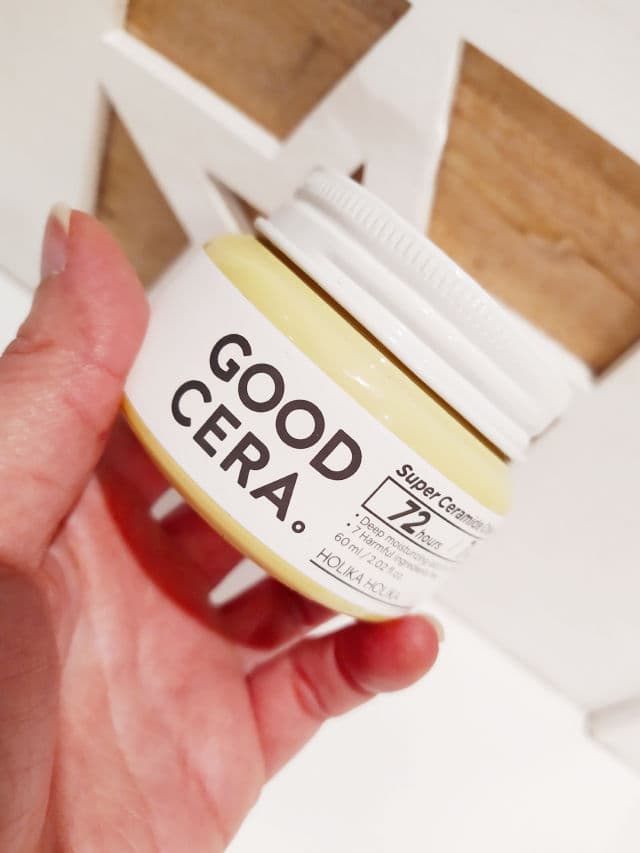 GOOD
CERA.
Super Ceramide
72 hours
• Deep moisturizing
• 7 Harmful ingredients
60 ml / 2.02 fl.oz.
HOLIKA HOLIKA